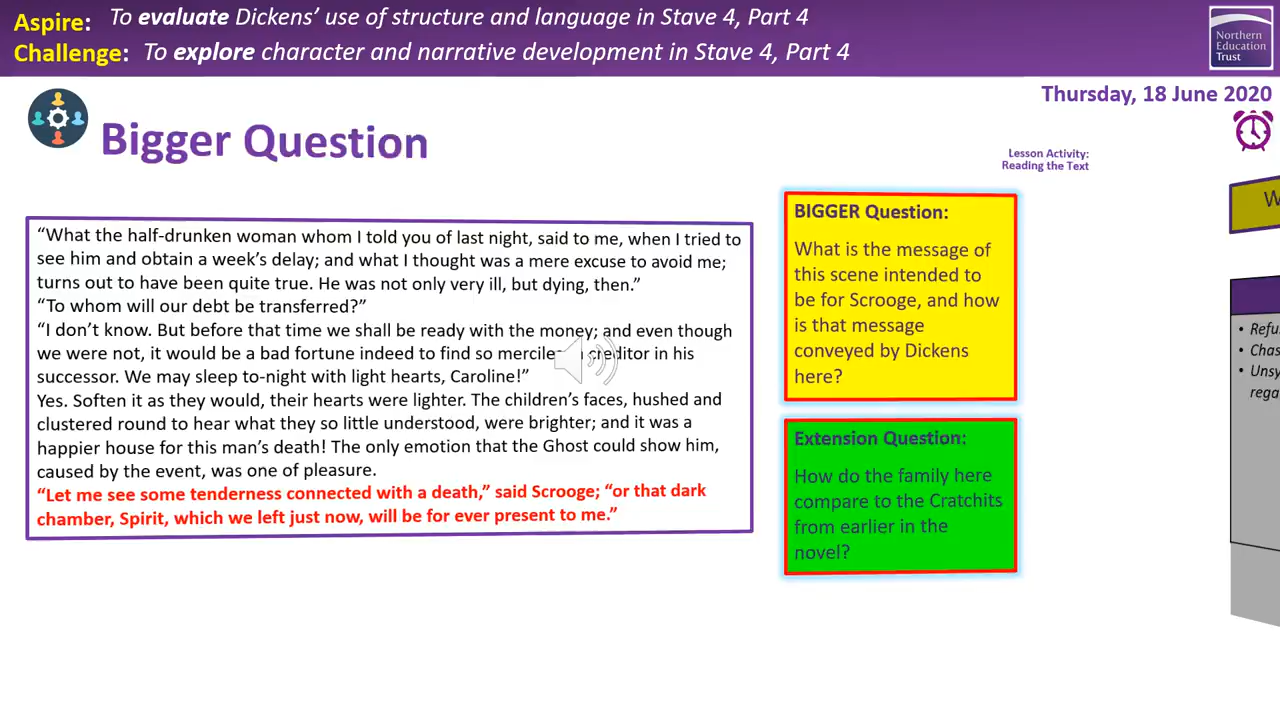 Aspire: To evaluate Dickens' use of structure and language in Stave 4, Part 4
Challenge: To explore character and narrative development in Stave 4, Part 4
Northern
Education
Trust
Thursday, 18 June 2020
Bigger Question
Lesson Activity:
Reading the Text
“What the half-drunken woman whom I told you of last night, said to me, when I tried to
see him and obtain a week’s delay; and what I thought was a mere excuse to avoid me;
turns out to have been quite true. He was not only very ill, but dying, then.”
“To whom will our debt be transferred?”
“I don’t know. But before that time we shall be ready with the money; and even though
we were not, it would be a bad fortune indeed to find so merciless a creditor in his
successor. We may sleep to-night with light hearts, Caroline!”
Yes. Soften it as they would, their hearts were lighter. The children’s faces, hushed and
clustered round to hear what they so little understood, were brighter; and it was a
happier house for this man’s death! The only emotion that the Ghost could show him,
caused by the event, was one of pleasure.
“Let me see some tenderness connected with a death,” said Scrooge; “or that dark
chamber, Spirit, which we left just now, will be for ever present to me.”
BIGGER Question:
What is the message of
this scene intended to
be for Scrooge, and how
is that message
conveyed by Dickens
here?
Extension Question:
How do the family here
compare to the Cratchits
from earlier in the
novel?